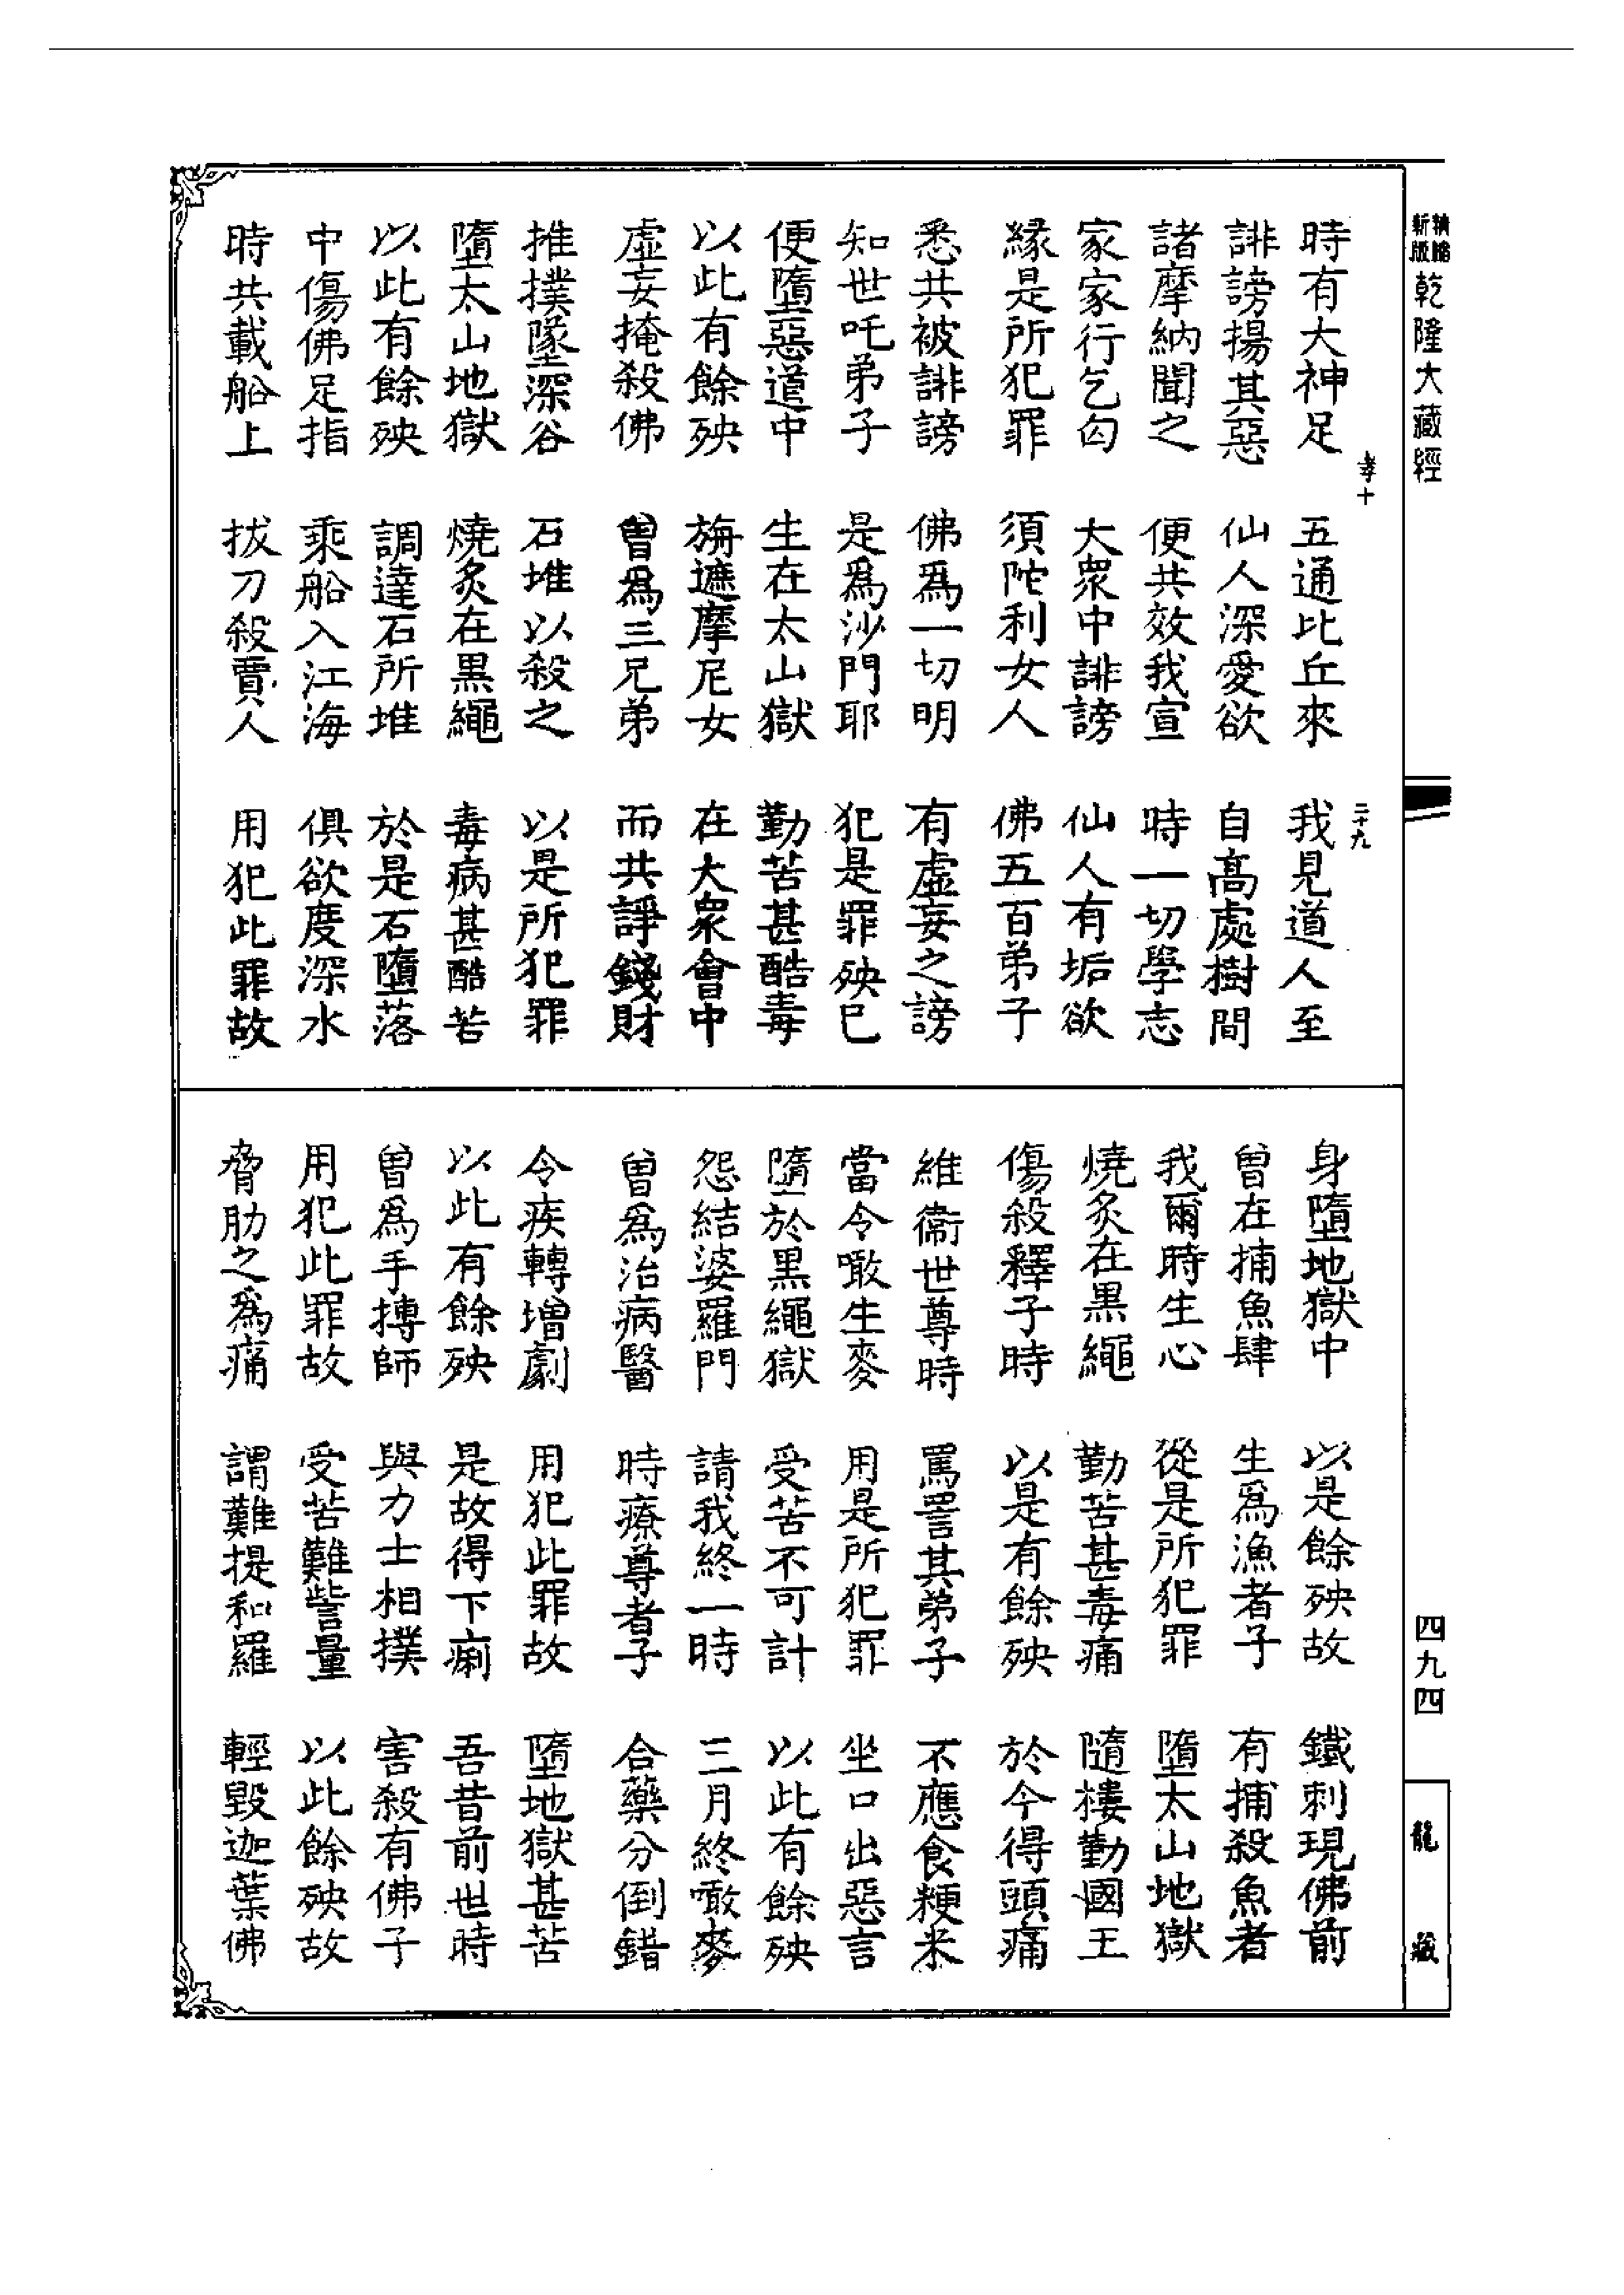 新版精縮
乾隆大藏經
孝十
二十九
時有大神足　五通比丘來　我見道人至
誹謗揚其惡　仙人深愛欲　自高處樹間
諸摩納聞之　便共效我宣　時一切學志
家家行乞匃　大衆中誹謗　仙人有垢欲
緣是所犯罪　須陀利女人　佛五百弟子
悉共被誹謗　佛爲一切明　有虛妄之謗
知世吒弟子　是爲沙門耶　犯是罪殃已
便墮惡道中　生在太山獄　勤苦甚酷毒
以此有餘殃　旃遮摩尼女　在大衆會中
虛妄掩殺佛　曾爲三兄弟　而共諍錢財
推撲墜深谷　石堆以殺之　以是所犯罪
墮太山地獄　燒炙在黑繩　毒病甚酷苦
以此有餘殃　調達石所堆　於是石墮落
中傷佛足指　乘船入江海　俱欲度深水
時共載船上　拔刀殺賈人　用犯此罪故
身墮地獄中　以是餘殃故　鐵刺現佛前
曾在捕魚肆　生爲漁者子　有捕殺魚者
我爾時生心　從是所犯罪　墮太山地獄
燒炙在黑繩　勤苦甚毒痛　隨樓勤國王
傷殺釋子時　以是有餘殃　於今得頭痛
維衞世尊時　罵詈其弟子　不應食粳米
當令噉生麥　用是所犯罪　坐口出惡言
墮於黑繩獄　受苦不可計　以此有餘殃
怨結婆羅門　請我終一時　三月終噉麥
曾爲治病醫　時療尊者子　合藥分倒錯
令疾轉增劇　用犯此罪故　墮地獄甚苦
以此有餘殃　是故得下痢　吾昔前世時
曾爲手搏師　與力士相撲　害殺有佛子
用犯此罪故　受苦難訾量　以此餘殃故
脅肋之爲痛　謂難提和羅　輕毀迦葉佛
四九四
龍藏